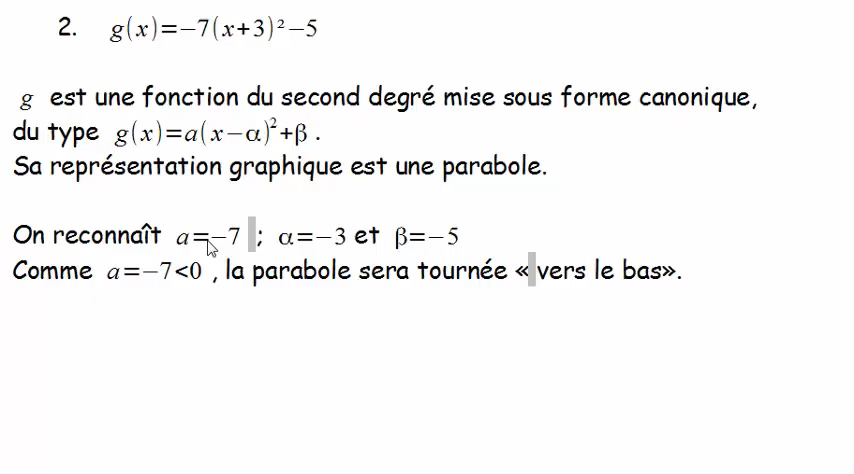 2. g(x)=−7(x+3)²−5
g est une fonction du second degré mise sous forme canonique,
du type g(x)=a(x−α)²+β .
Sa représentation graphique est une parabole.
On reconnaît a=−7 ; α=−3 et β=−5
Comme a=−7<0 , la parabole sera tournée « vers le bas».